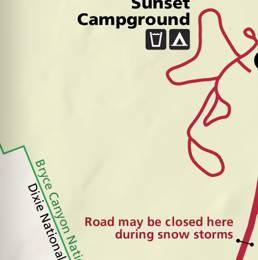 Sunset
Campground
Bryce Canyon Nati
Dixie National
Road may be closed here
during snow storms